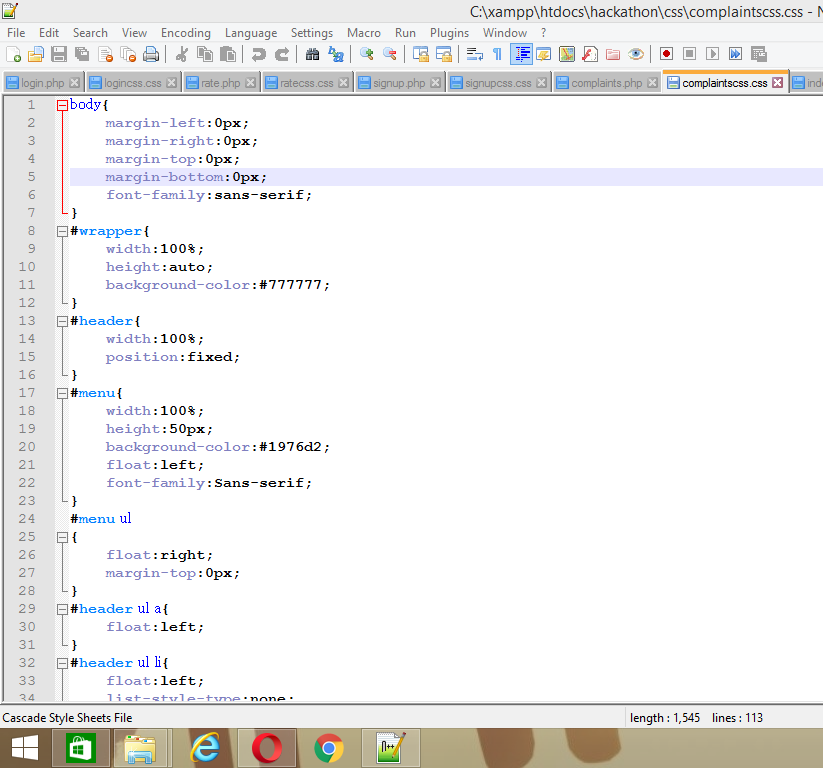 C:\xampp\htdocs\hackathon\css\complaintscss.css - N
File Edit Search View Encoding Language Settings Macro Run Plugins Window ?
login.php logincss.css rate.php ratecss.css signup.php signupcss.css complaints.php complaintscss.css ind
1 body{
2 margin-left:0px;
3 margin-right:0px;
4 margin-top:0px;
5 margin-bottom:0px;
6 font-family:sans-serif;
7 }
8 #wrapper{
9 width:100%;
10 height:auto;
11 background-color:#777777;
12 }
13 #header{
14 width:100%;
15 position:fixed;
16 }
17 #menu{
18 width:100%;
19 height:50px;
20 background-color:#1976d2;
21 float:left;
22 font-family:Sans-serif;
23 }
24 #menu ul
25 {
26 float:right;
27 margin-top:0px;
28 }
29 #header ul a{
30 float:left;
31 }
32 #header ul li{
33 float:left;
34 list-style-type:none;
Cascade Style Sheets File length : 1,545 lines : 113